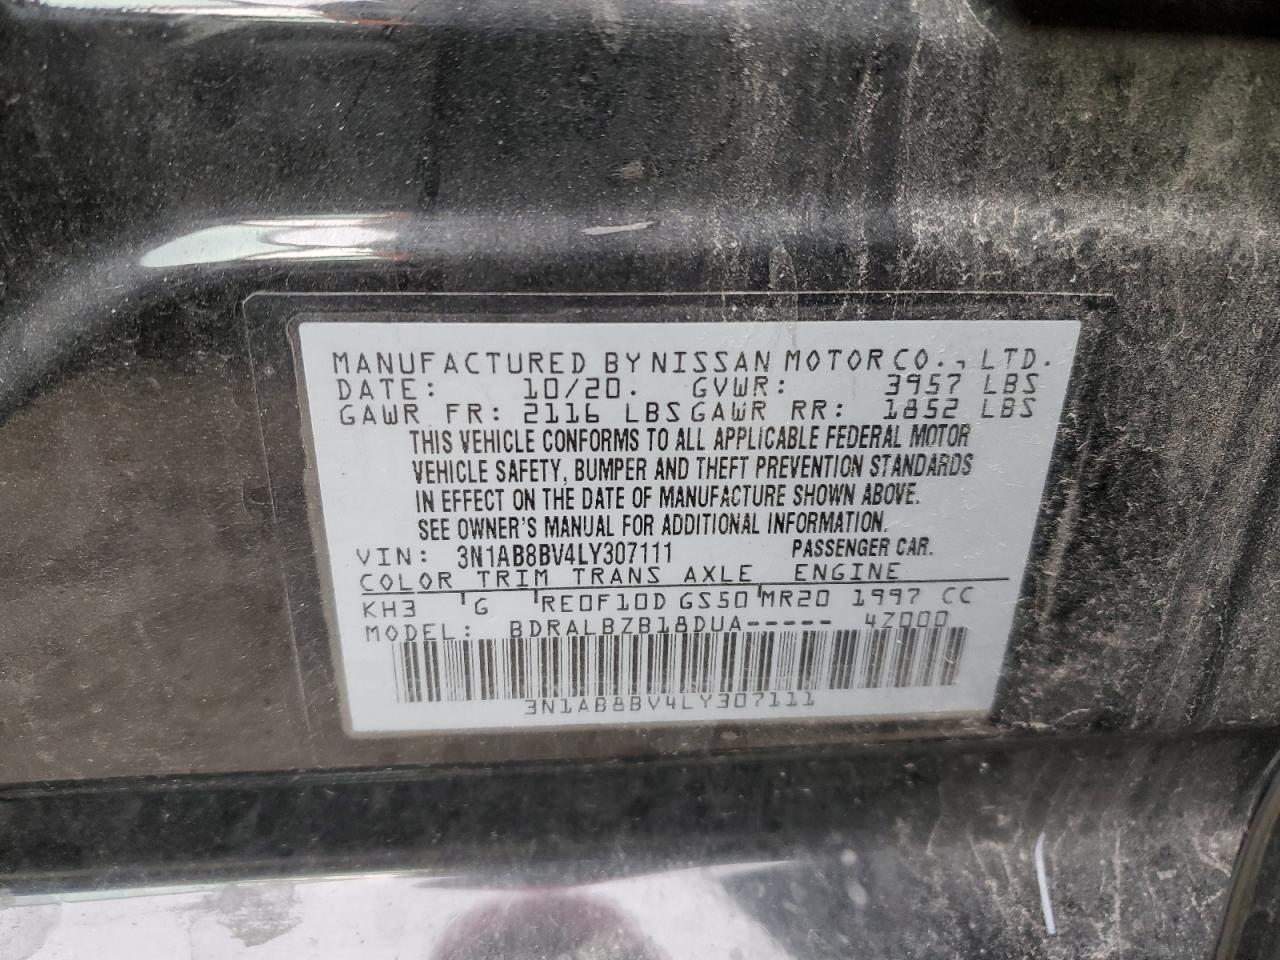 MANUFACTURED BY NISSAN MOTOR CO., LTD.
DATE: 10/20. GVWR: 3957 LBS
GAWR FR: 2116 LBS GAWR RR: 1852 LBS
THIS VEHICLE CONFORMS TO ALL APPLICABLE FEDERAL MOTOR
VEHICLE SAFETY, BUMPER AND THEFT PREVENTION STANDARDS
IN EFFECT ON THE DATE OF MANUFACTURE SHOWN ABOVE.
SEE OWNER'S MANUAL FOR ADDITIONAL INFORMATION.
VIN: 3N1AB8BV4LY307111 PASSENGER CAR.
COLOR TRIM TRANS AXLE ENGINE
KH3 G RE0F10D GS50 MR20 1997 CC
MODEL: BDRALBZB18DUA----- 4Z000
3N1AB8BV4LY307111